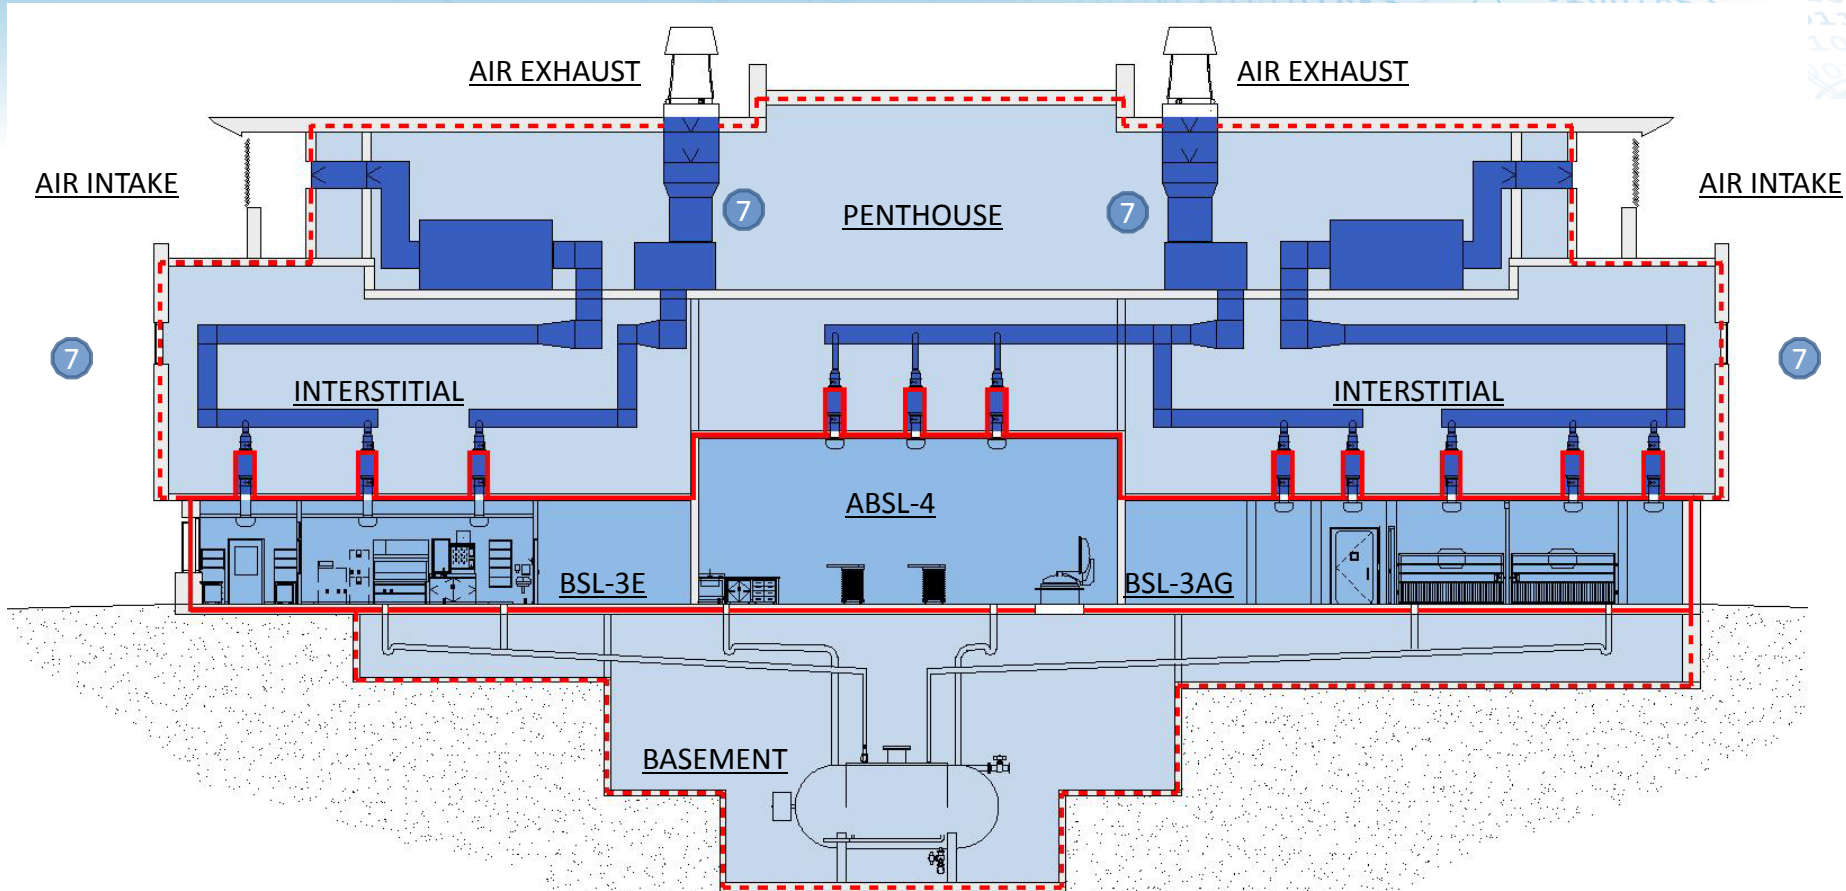 AIR EXHAUST
AIR EXHAUST
AIR INTAKE
AIR INTAKE
7
PENTHOUSE
7
7
7
INTERSTITIAL
INTERSTITIAL
ABSL-4
BSL-3E
BSL-3AG
BASEMENT